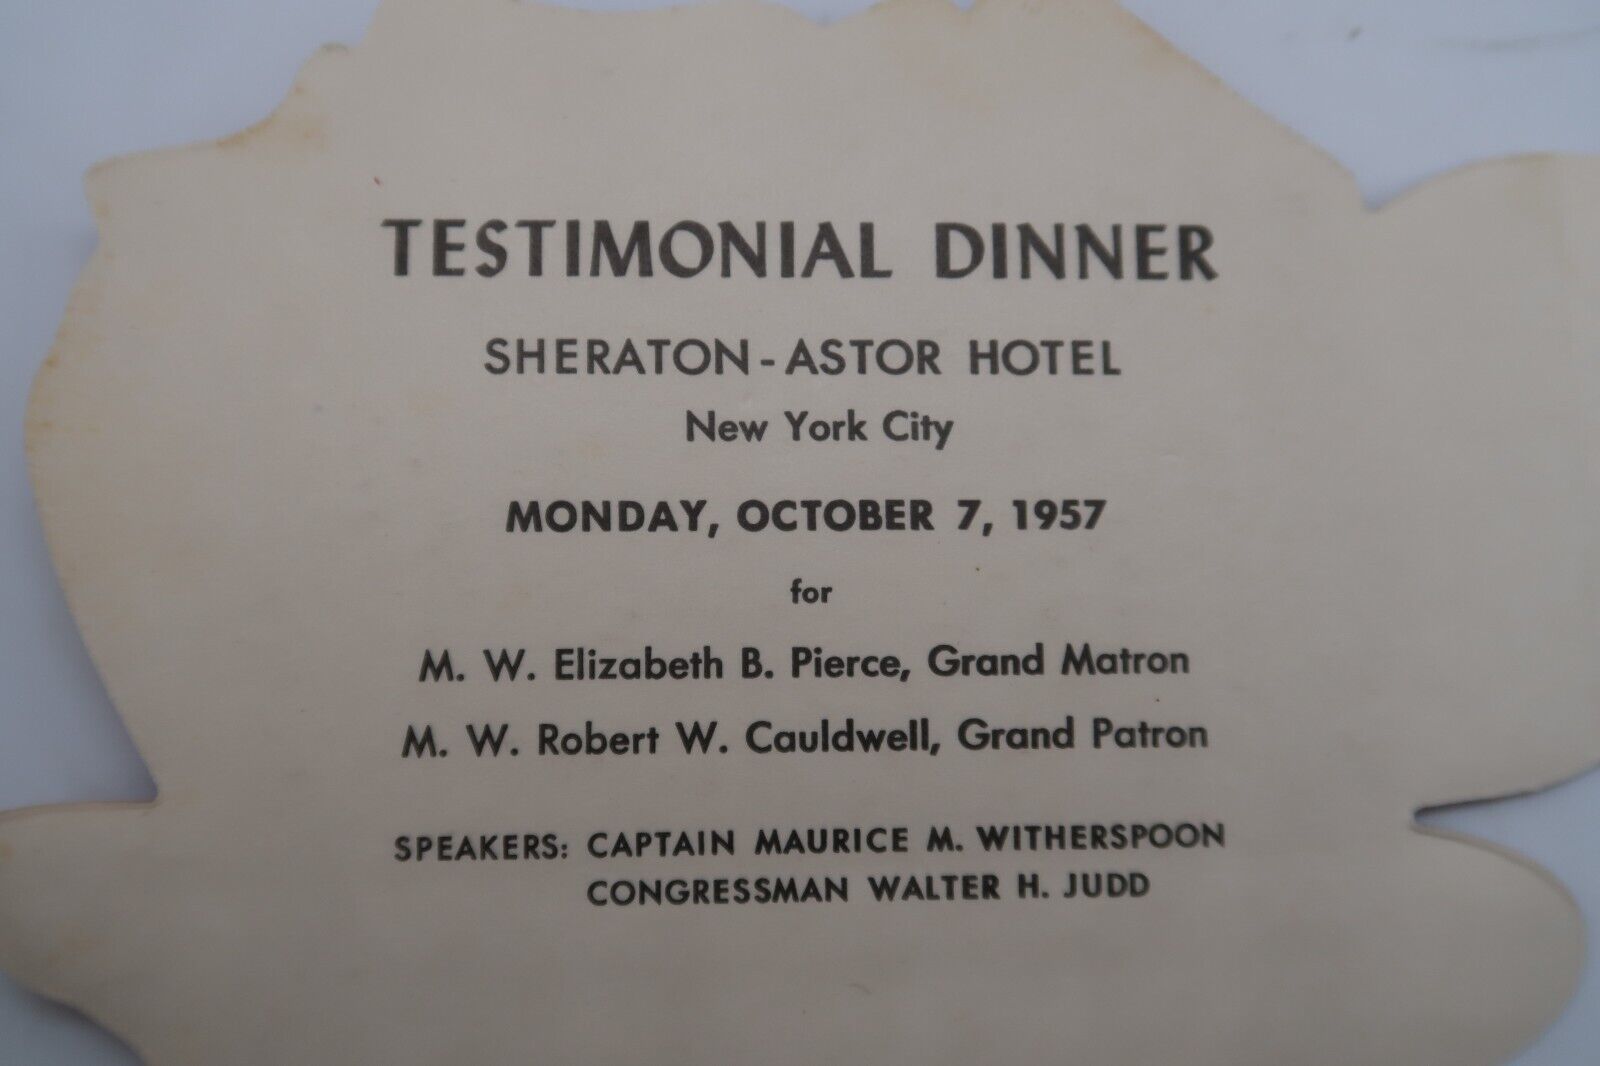 TESTIMONIAL DINNER
SHERATON-ASTOR HOTEL
New York City
MONDAY, OCTOBER 7, 1957
for
M. W. Elizabeth B. Pierce, Grand Matron
M. W. Robert W. Cauldwell, Grand Patron
SPEAKERS: CAPTAIN MAURICE M. WITHERSPOON
CONGRESSMAN WALTER H. JUDD